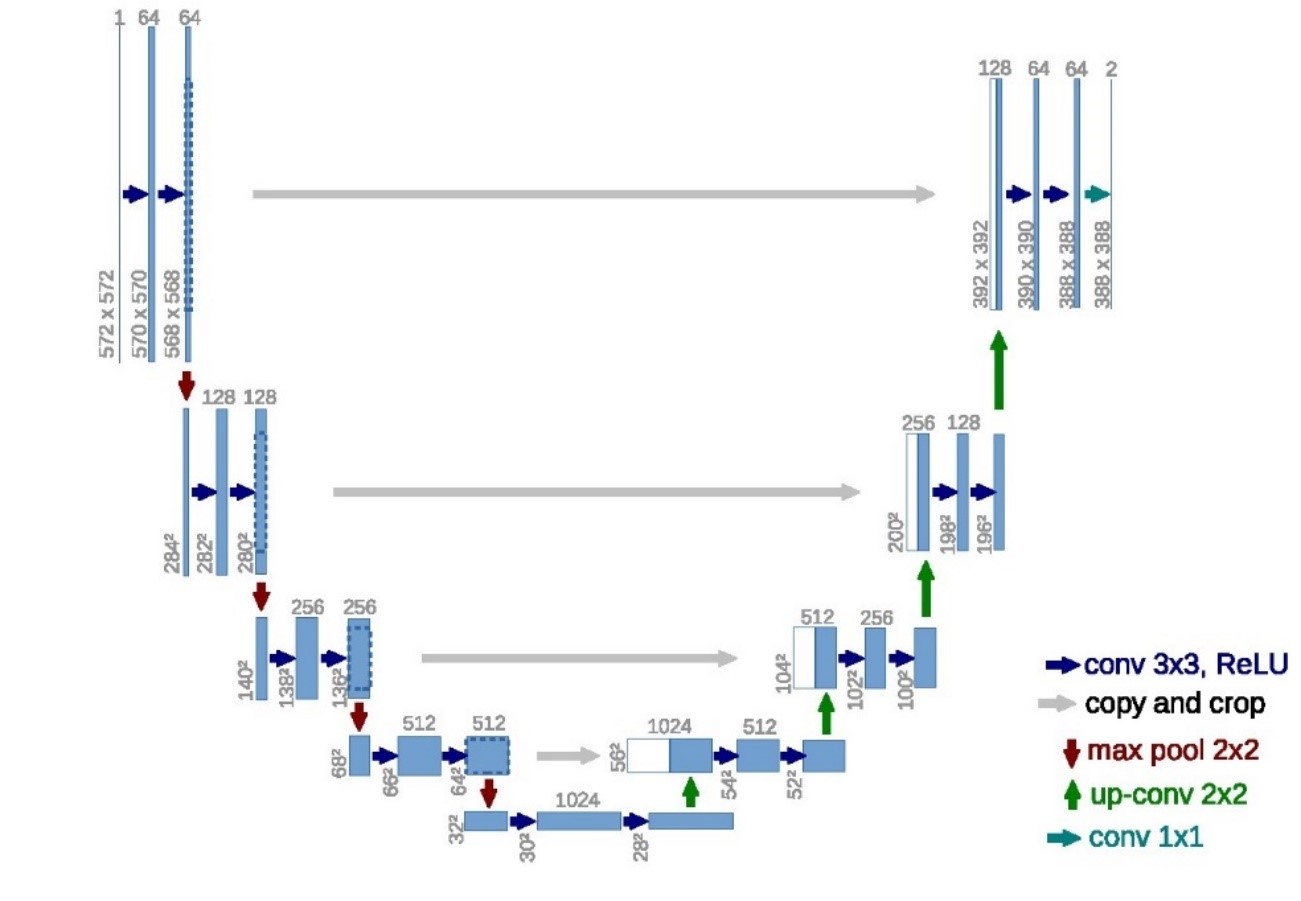 1 64 64
572 x 572
570 x 570
568 x 568
128 64 64 2
392 x 392
390 x 390
388 x 388
388 x 388
128 128
284²
282²
280²
256 128
200²
198²
196²
256 256
140²
138²
136²
512 256
104²
102²
100²
512 512
68²
66²
64²
1024 512
56²
54²
52²
1024
32²
30²
28²
conv 3x3, ReLU
copy and crop
max pool 2x2
up-conv 2x2
conv 1x1